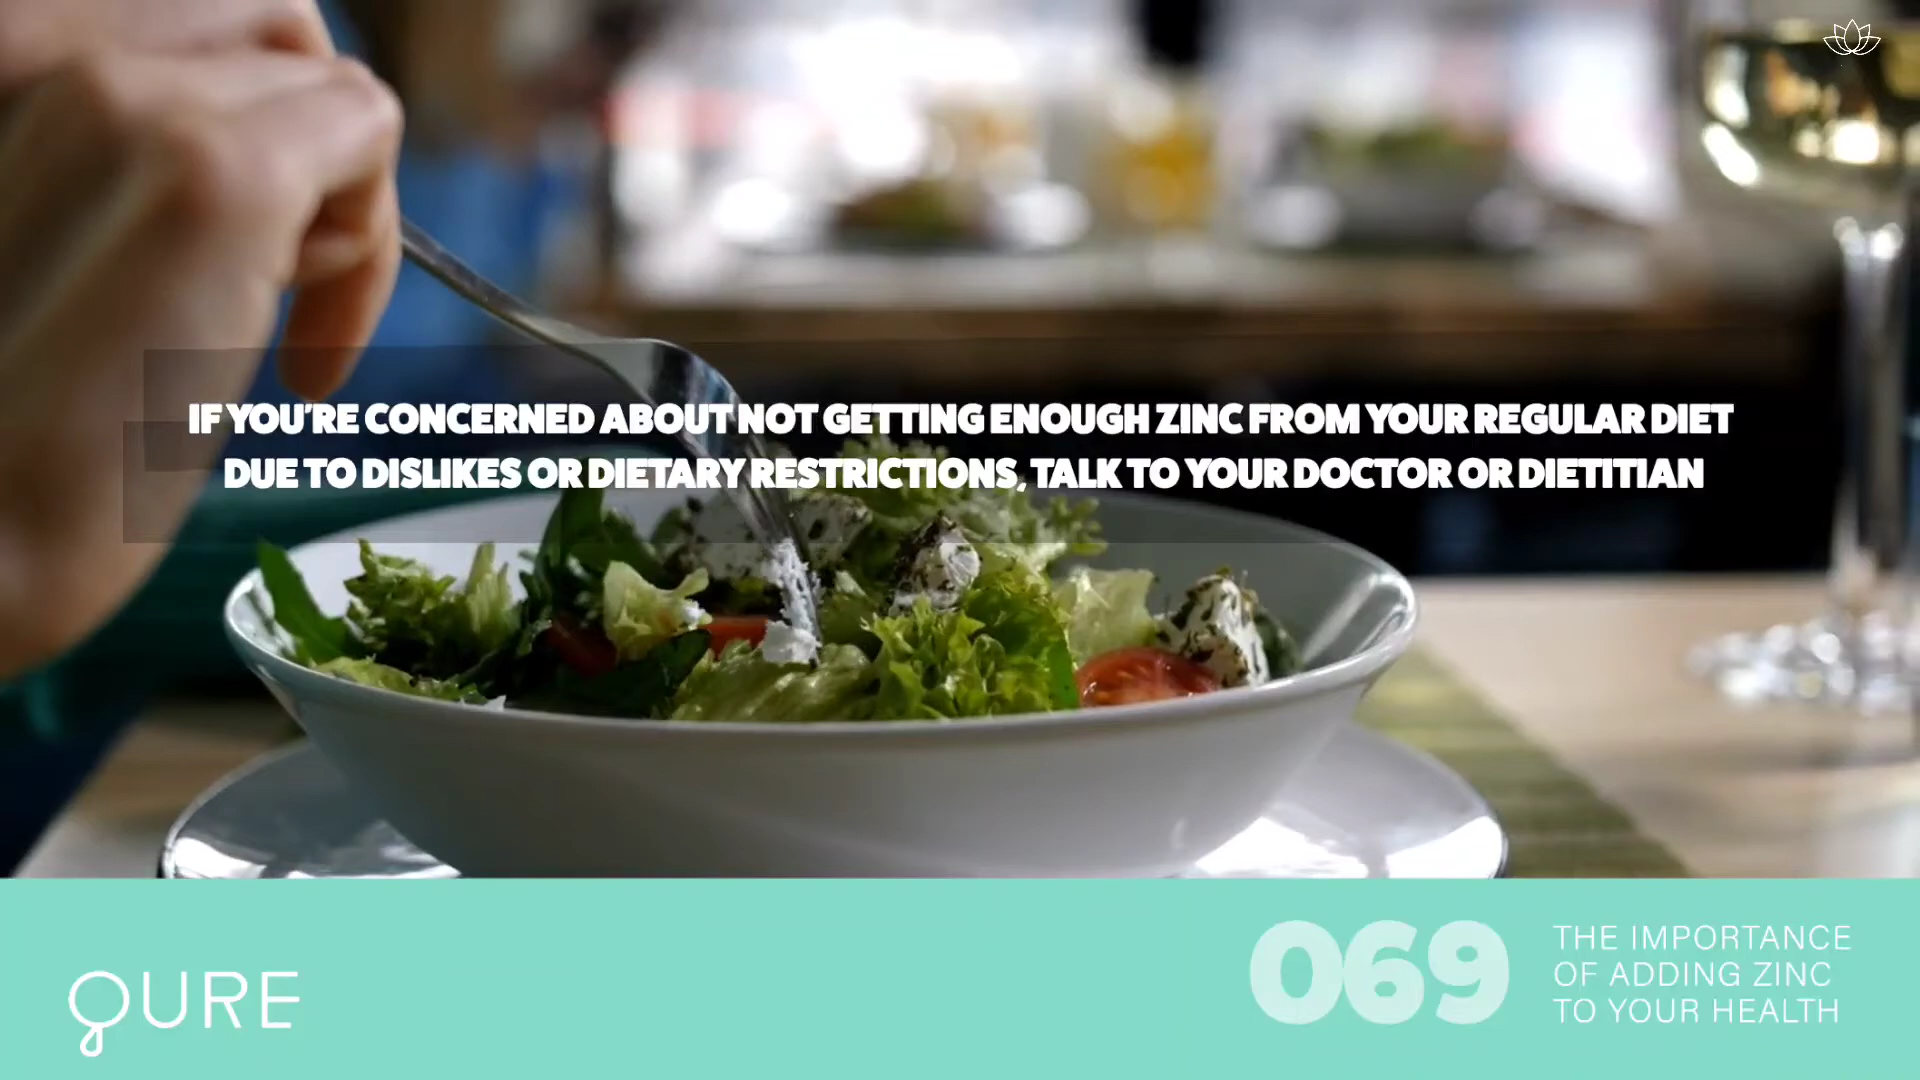 IF YOU'RE CONCERNED ABOUT NOT GETTING ENOUGH ZINC FROM YOUR REGULAR DIET
DUE TO DISLIKES OR DIETARY RESTRICTIONS, TALK TO YOUR DOCTOR OR DIETITIAN
QURE
069
THE IMPORTANCE
OF ADDING ZINC
TO YOUR HEALTH